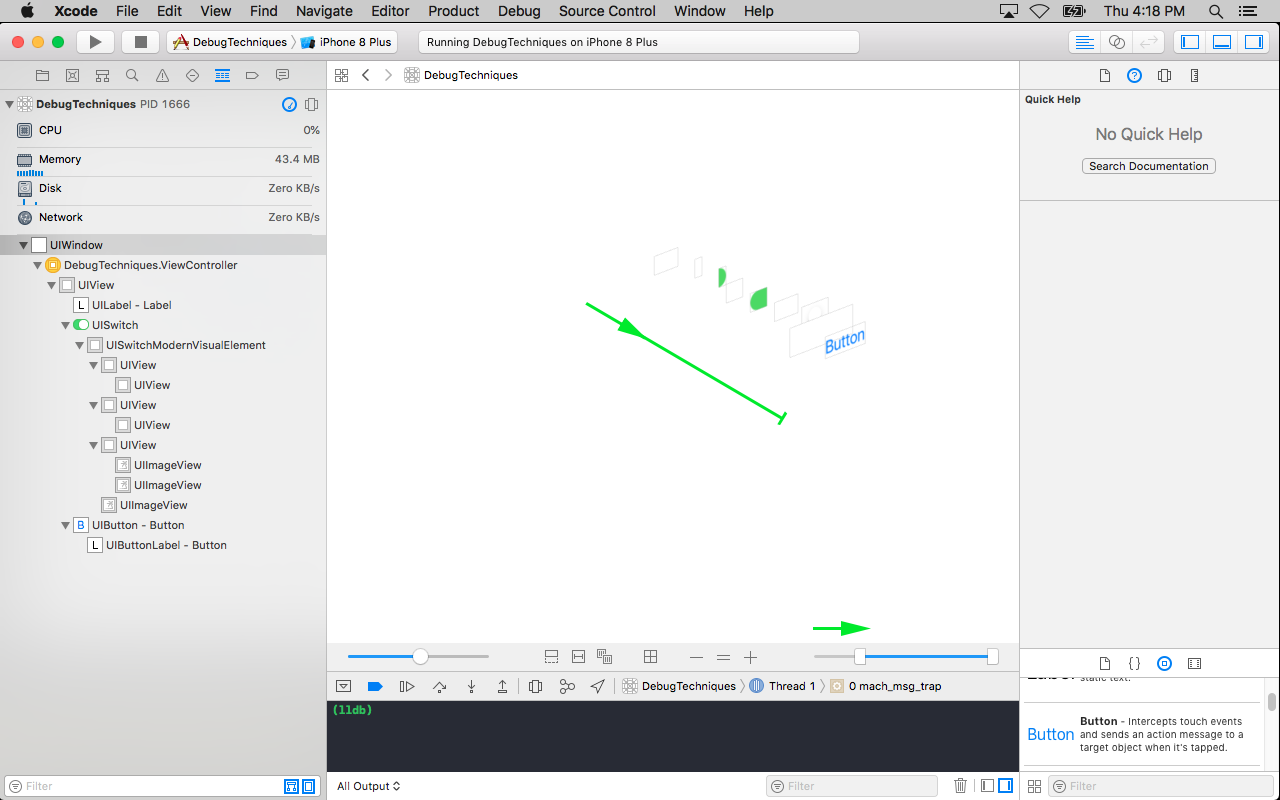 Xcode File Edit View Find Navigate Editor Product Debug Source Control Window Help Thu 4:18 PM
DebugTechniques 〉 iPhone 8 Plus Running DebugTechniques on iPhone 8 Plus
DebugTechniques
DebugTechniques PID 1666
CPU 0%
Memory 43.4 MB
Disk Zero KB/s
Network Zero KB/s
UIWindow
DebugTechniques.ViewController
UIView
L UILabel - Label
UISwitch
UISwitchModernVisualElement
UIView
UIView
UIView
UIView
UIView
UIImageView
UIImageView
UIImageView
B UIButton - Button
L UIButtonLabel - Button
Filter
Button
DebugTechniques 〉 Thread 1 〉 0 mach_msg_trap
(lldb)
All Output
Filter
Quick Help
No Quick Help
Search Documentation
static text.
Button Button - Intercepts touch events
and sends an action message to a
target object when it's tapped.
Filter